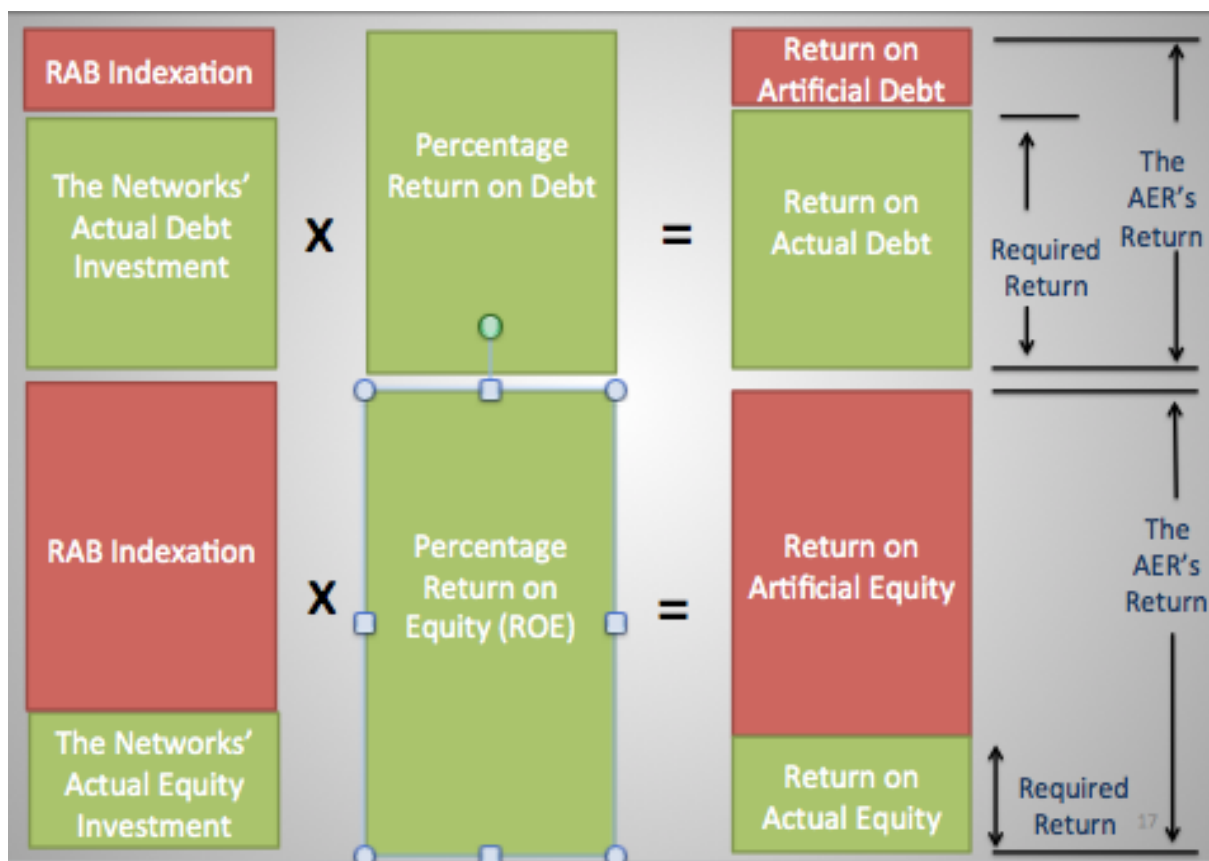 RAB Indexation
The Networks'
Actual Debt
Investment
X
Percentage
Return on Debt
=
Return on
Artificial Debt
Return on
Actual Debt
Required
Return
The
AER's
Return
RAB Indexation
The Networks'
Actual Equity
Investment
X
Percentage
Return on
Equity (ROE)
=
Return on
Artificial Equity
Return on
Actual Equity
The
AER's
Return
Required
Return
17